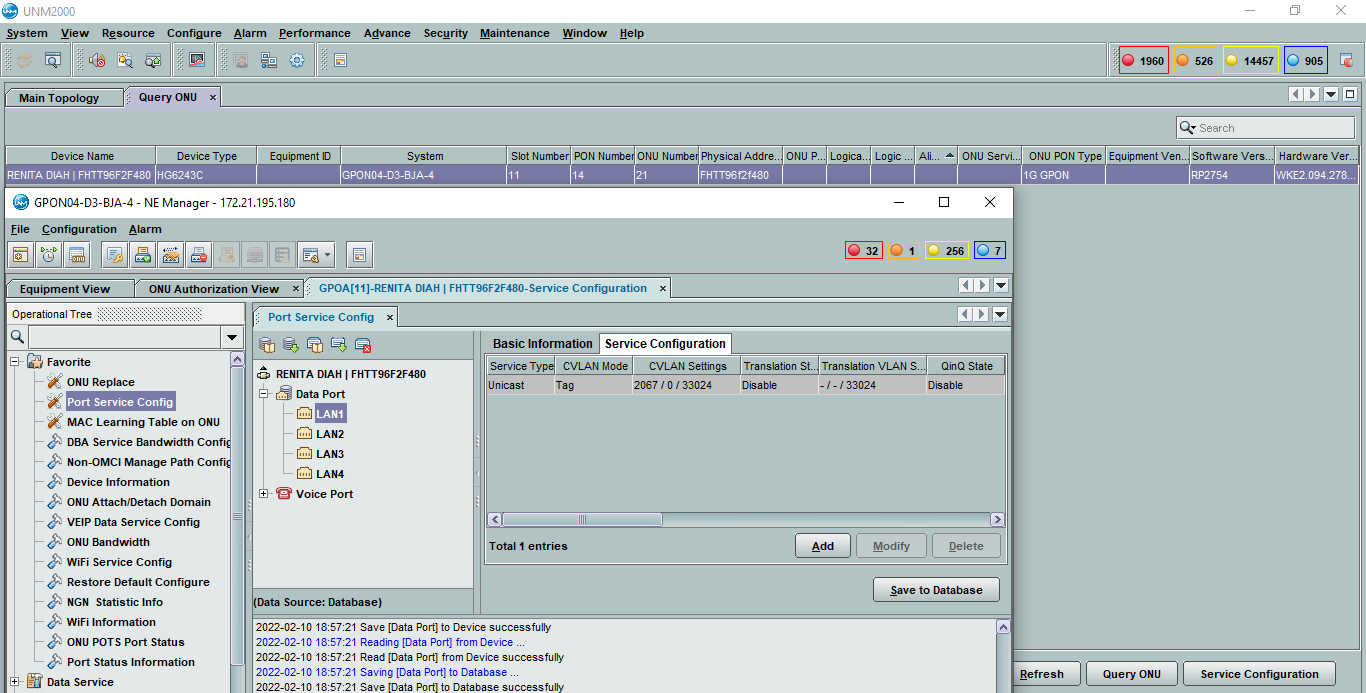 UNM2000
System View Resource Configure Alarm Performance Advance Security Maintenance Window Help
1960 526 14457 905
Main Topology Query ONU ×
Search
Device Name Device Type Equipment ID System Slot Number PON Number ONU Number Physical Addre... ONU P... Logica... Logic ... Ali... ONU Servi... ONU PON Type Equipment Ven... Software Vers... Hardware Ver...
RENITA DIAH | FHTT96F2F480 HG6243C GPON04-D3-BJA-4 11 14 21 FHTT96f2f480 1G GPON RP2754 WKE2.094.278...
GPON04-D3-BJA-4 - NE Manager - 172.21.195.180
File Configuration Alarm
32 1 256 7
Equipment View ONU Authorization View × GPOA[11]-RENITA DIAH | FHTT96F2F480-Service Configuration ×
Operational Tree
Favorite
ONU Replace
Port Service Config
MAC Learning Table on ONU
DBA Service Bandwidth Config
Non-OMCI Manage Path Config
Device Information
ONU Attach/Detach Domain
VEIP Data Service Config
ONU Bandwidth
WiFi Service Config
Restore Default Configure
NGN Statistic Info
WiFi Information
ONU POTS Port Status
Port Status Information
Data Service
Port Service Config ×
RENITA DIAH | FHTT96F2F480
Data Port
LAN1
LAN2
LAN3
LAN4
Voice Port
(Data Source: Database)
Basic Information Service Configuration
Service Type CVLAN Mode CVLAN Settings Translation St... Translation VLAN S... QinQ State
Unicast Tag 2067 / 0 / 33024 Disable - / - / 33024 Disable
Total 1 entries
Add Modify Delete
Save to Database
2022-02-10 18:57:21 Save [Data Port] to Device successfully
2022-02-10 18:57:21 Reading [Data Port] from Device ...
2022-02-10 18:57:21 Read [Data Port] from Device successfully
2022-02-10 18:57:21 Saving [Data Port] to Database ...
2022-02-10 18:57:21 Save [Data Port] to Database successfully
Refresh Query ONU Service Configuration